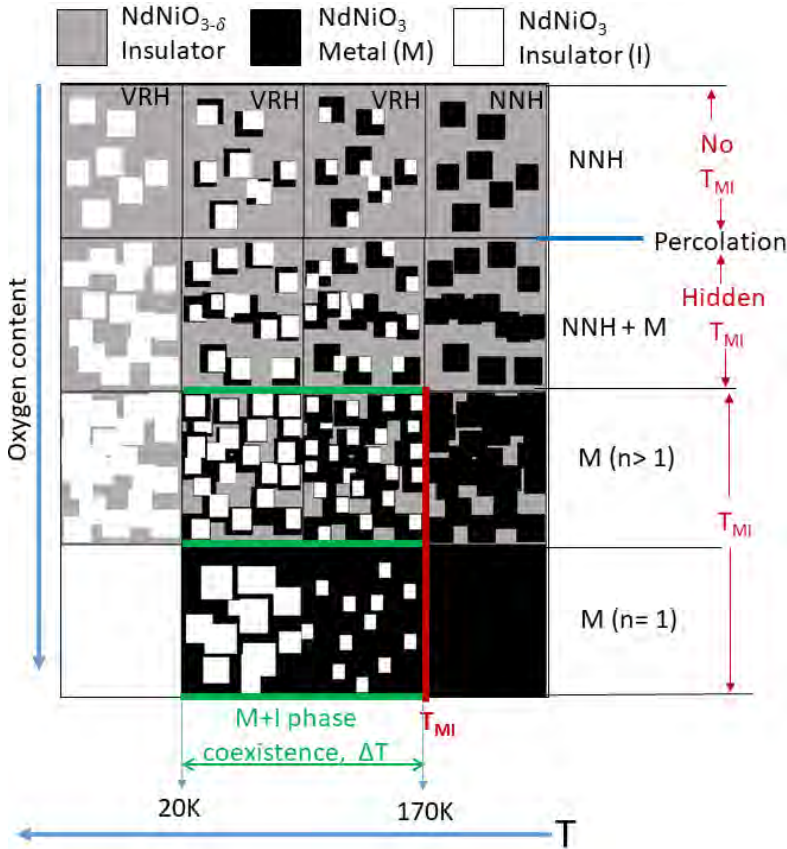 NdNiO3-δ
Insulator
NdNiO3
Metal (M)
NdNiO3
Insulator (I)
VRH
VRH
VRH
NNH
NNH
No
TMI
Percolation
Hidden
TMI
NNH + M
Oxygen content
M (n> 1)
TMI
M (n= 1)
M+I phase
coexistence, ΔT
TMI
20K
170K
T